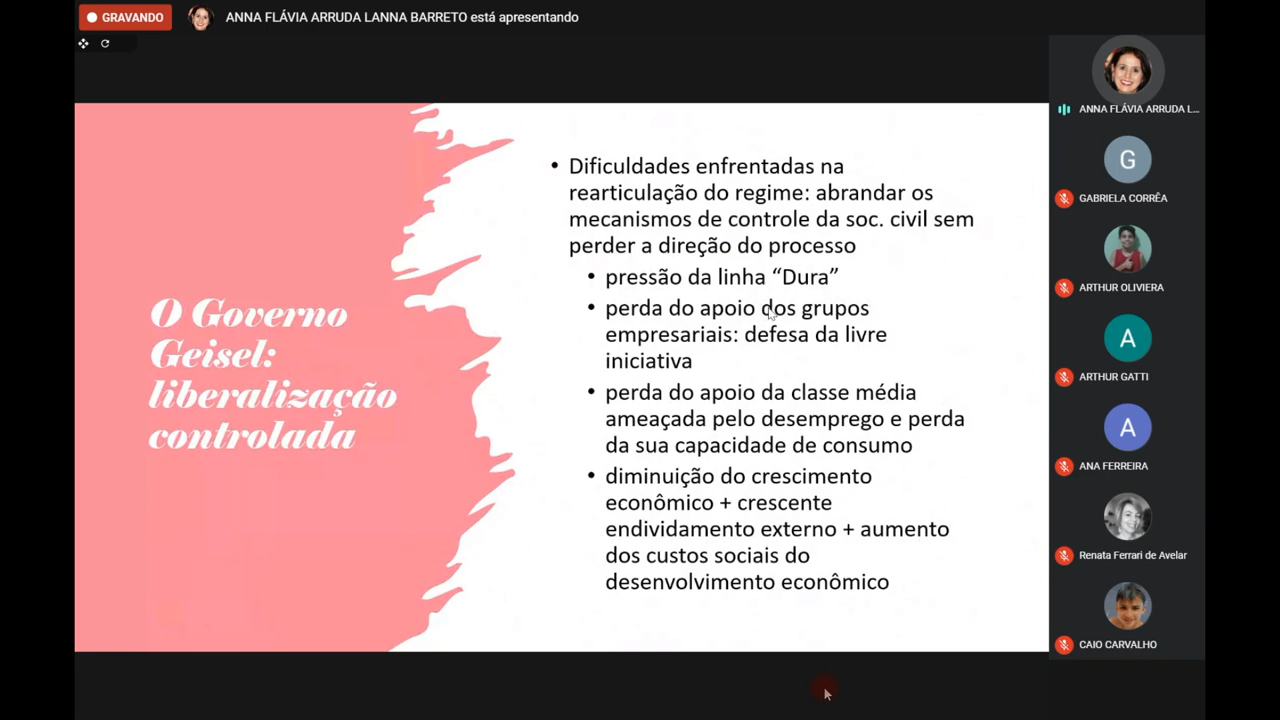 GRAVANDO
ANNA FLÁVIA ARRUDA LANNA BARRETO está apresentando
O Governo
Geisel:
liberalização
controlada
• Dificuldades enfrentadas na
rearticulação do regime: abrandar os
mecanismos de controle da soc. civil sem
perder a direção do processo
• pressão da linha “Dura”
• perda do apoio dos grupos
empresariais: defesa da livre
iniciativa
• perda do apoio da classe média
ameaçada pelo desemprego e perda
da sua capacidade de consumo
• diminuição do crescimento
econômico + crescente
endividamento externo + aumento
dos custos sociais do
desenvolvimento econômico
ANNA FLÁVIA ARRUDA L...
G
GABRIELA CORRÊA
ARTHUR OLIVIERA
A
ARTHUR GATTI
A
ANA FERREIRA
Renata Ferrari de Avelar
CAIO CARVALHO